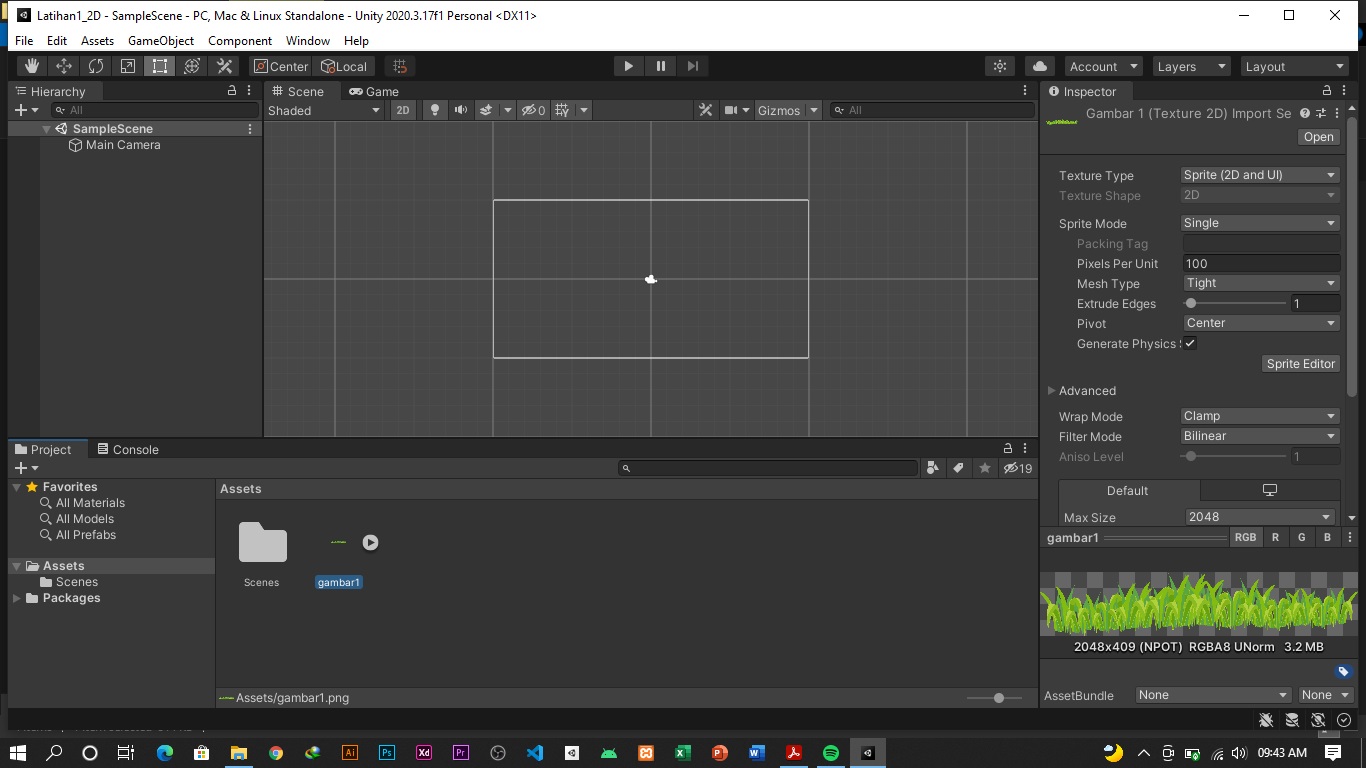 Latihan1_2D - SampleScene - PC, Mac & Linux Standalone - Unity 2020.3.17f1 Personal <DX11>
File Edit Assets GameObject Component Window Help
Center Local Account Layers Layout
Hierarchy
All
SampleScene
Main Camera
Scene Game
Shaded 2D 0 Gizmos All
Inspector
Gambar 1 (Texture 2D) Import Se
Open
Texture Type Sprite (2D and UI)
Texture Shape 2D
Sprite Mode Single
Packing Tag
Pixels Per Unit 100
Mesh Type Tight
Extrude Edges 1
Pivot Center
Generate Physics
Sprite Editor
Advanced
Wrap Mode Clamp
Filter Mode Bilinear
Aniso Level 1
Default
Max Size 2048
gambar1 RGB R G B
2048x409 (NPOT) RGBA8 UNorm 3.2 MB
AssetBundle None None
Project Console
19
Favorites
All Materials
All Models
All Prefabs
Assets
Scenes
Packages
Assets
Scenes gambar1
Assets/gambar1.png
Ai Ps Xd Pr
09:43 AM